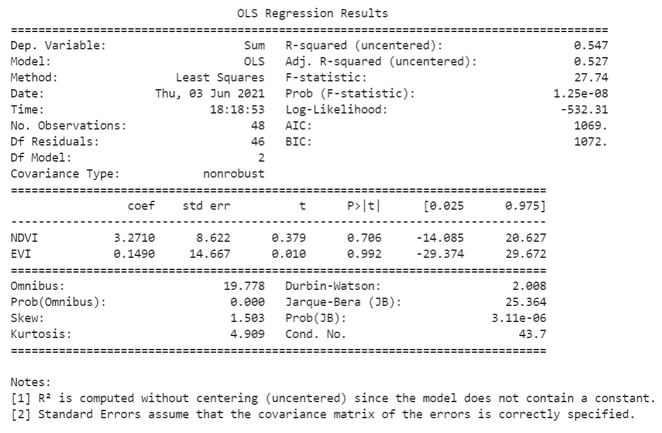 OLS Regression Results
==============================================================================
Dep. Variable: Sum R-squared (uncentered): 0.547
Model: OLS Adj. R-squared (uncentered): 0.527
Method: Least Squares F-statistic: 27.74
Date: Thu, 03 Jun 2021 Prob (F-statistic): 1.25e-08
Time: 18:18:53 Log-Likelihood: -532.31
No. Observations: 48 AIC: 1069.
Df Residuals: 46 BIC: 1072.
Df Model: 2
Covariance Type: nonrobust
==============================================================================
coef std err t P>|t| [0.025 0.975]
------------------------------------------------------------------------------
NDVI 3.2710 8.622 0.379 0.706 -14.085 20.627
EVI 0.1490 14.667 0.010 0.992 -29.374 29.672
==============================================================================
Omnibus: 19.778 Durbin-Watson: 2.008
Prob(Omnibus): 0.000 Jarque-Bera (JB): 25.364
Skew: 1.503 Prob(JB): 3.11e-06
Kurtosis: 4.909 Cond. No. 43.7
==============================================================================
Notes:
[1] R² is computed without centering (uncentered) since the model does not contain a constant.
[2] Standard Errors assume that the covariance matrix of the errors is correctly specified.